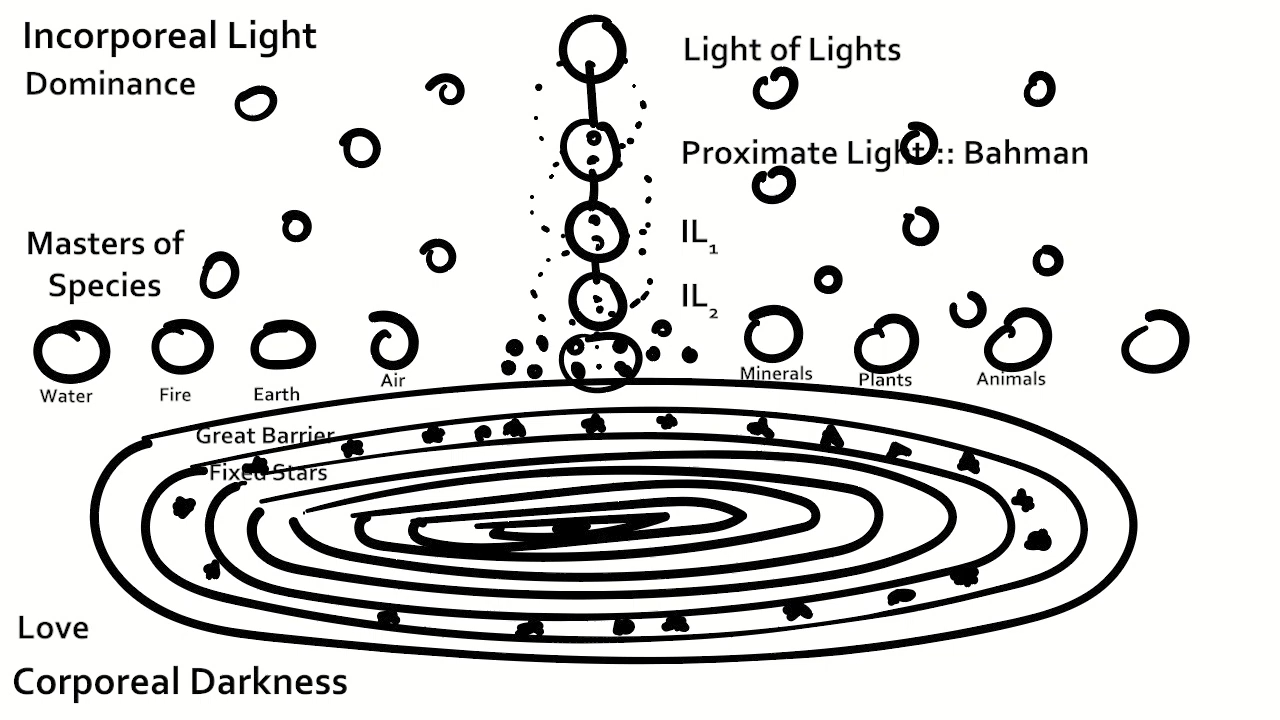 Incorporeal Light
Dominance
Light of Lights
Proximate Light :: Bahman
Masters of
Species
IL₁
IL₂
Water
Fire
Earth
Air
Minerals
Plants
Animals
Great Barrier
Fixed Stars
Love
Corporeal Darkness